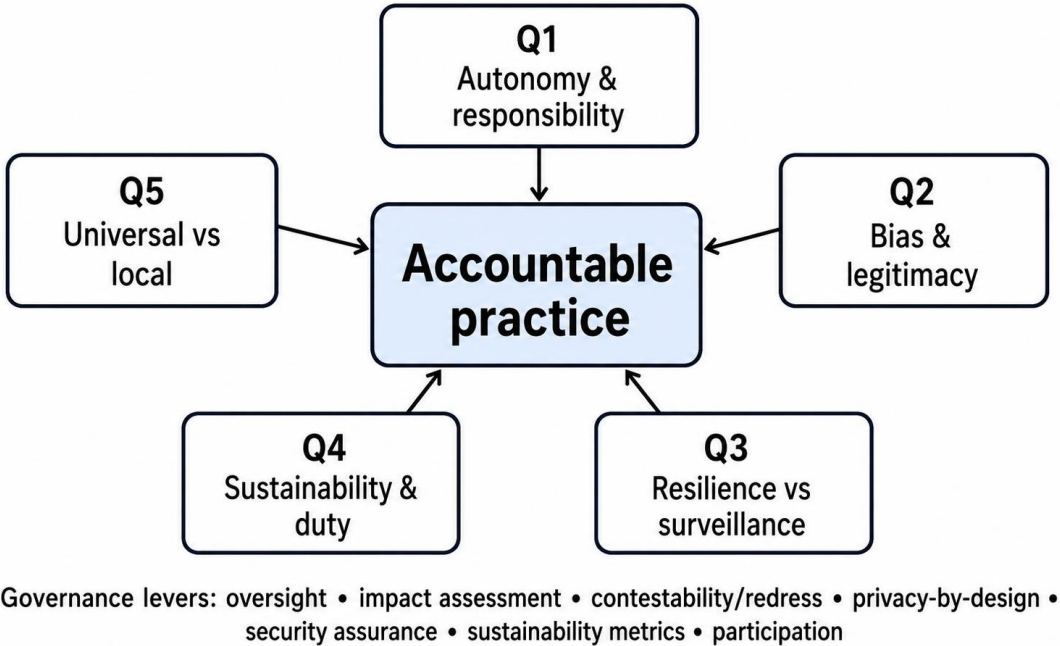 Q1
Autonomy &
responsibility
Q5
Universal vs
local
Q2
Bias &
legitimacy
Accountable
practice
Q4
Sustainability &
duty
Q3
Resilience vs
surveillance
Governance levers: oversight • impact assessment • contestability/redress • privacy-by-design •
security assurance • sustainability metrics • participation